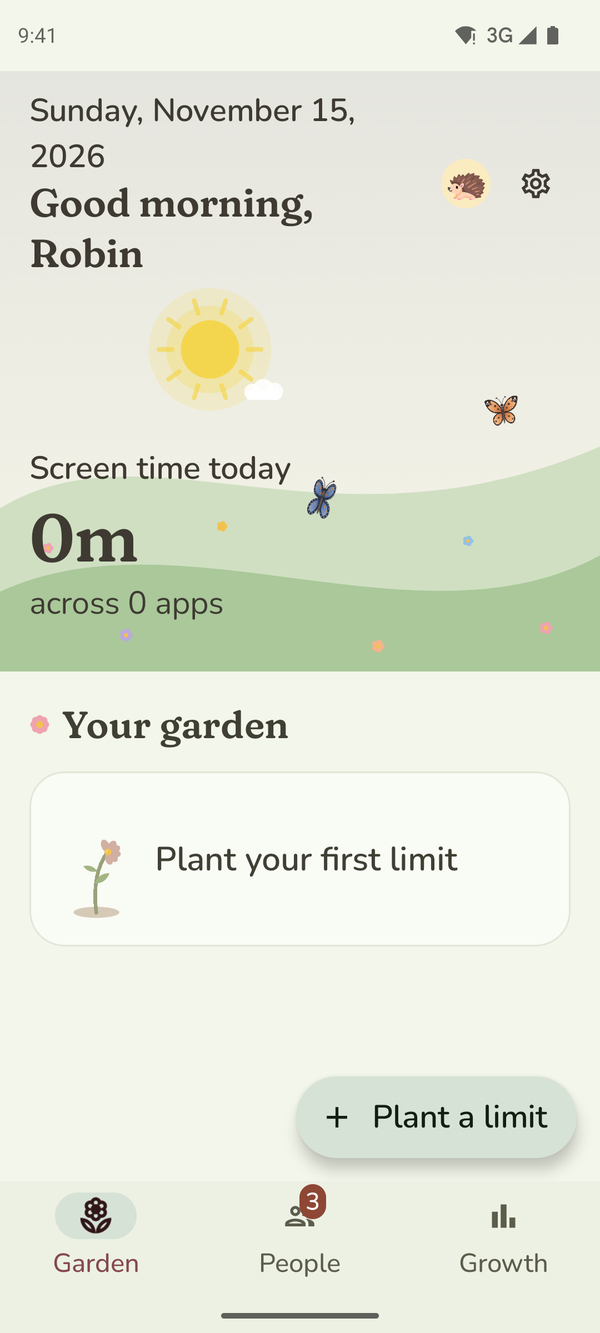 9:41
3G
Sunday, November 15,
2026
Good morning,
Robin
Screen time today
0m
across 0 apps
Your garden
Plant your first limit
+ Plant a limit
3
Garden
People
Growth